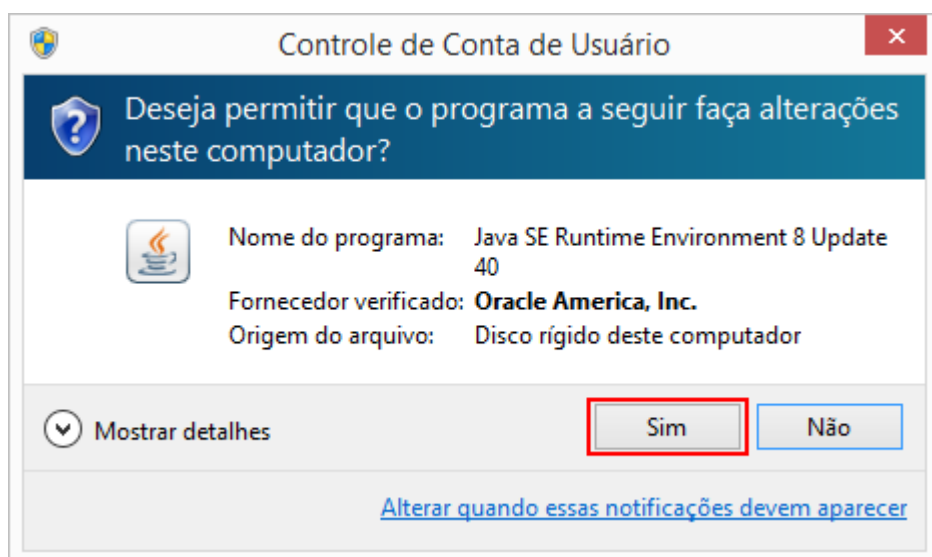 Controle de Conta de Usuário
Deseja permitir que o programa a seguir faça alterações
neste computador?
Nome do programa: Java SE Runtime Environment 8 Update
40
Fornecedor verificado: Oracle America, Inc.
Origem do arquivo: Disco rígido deste computador
Mostrar detalhes
Sim
Não
Alterar quando essas notificações devem aparecer